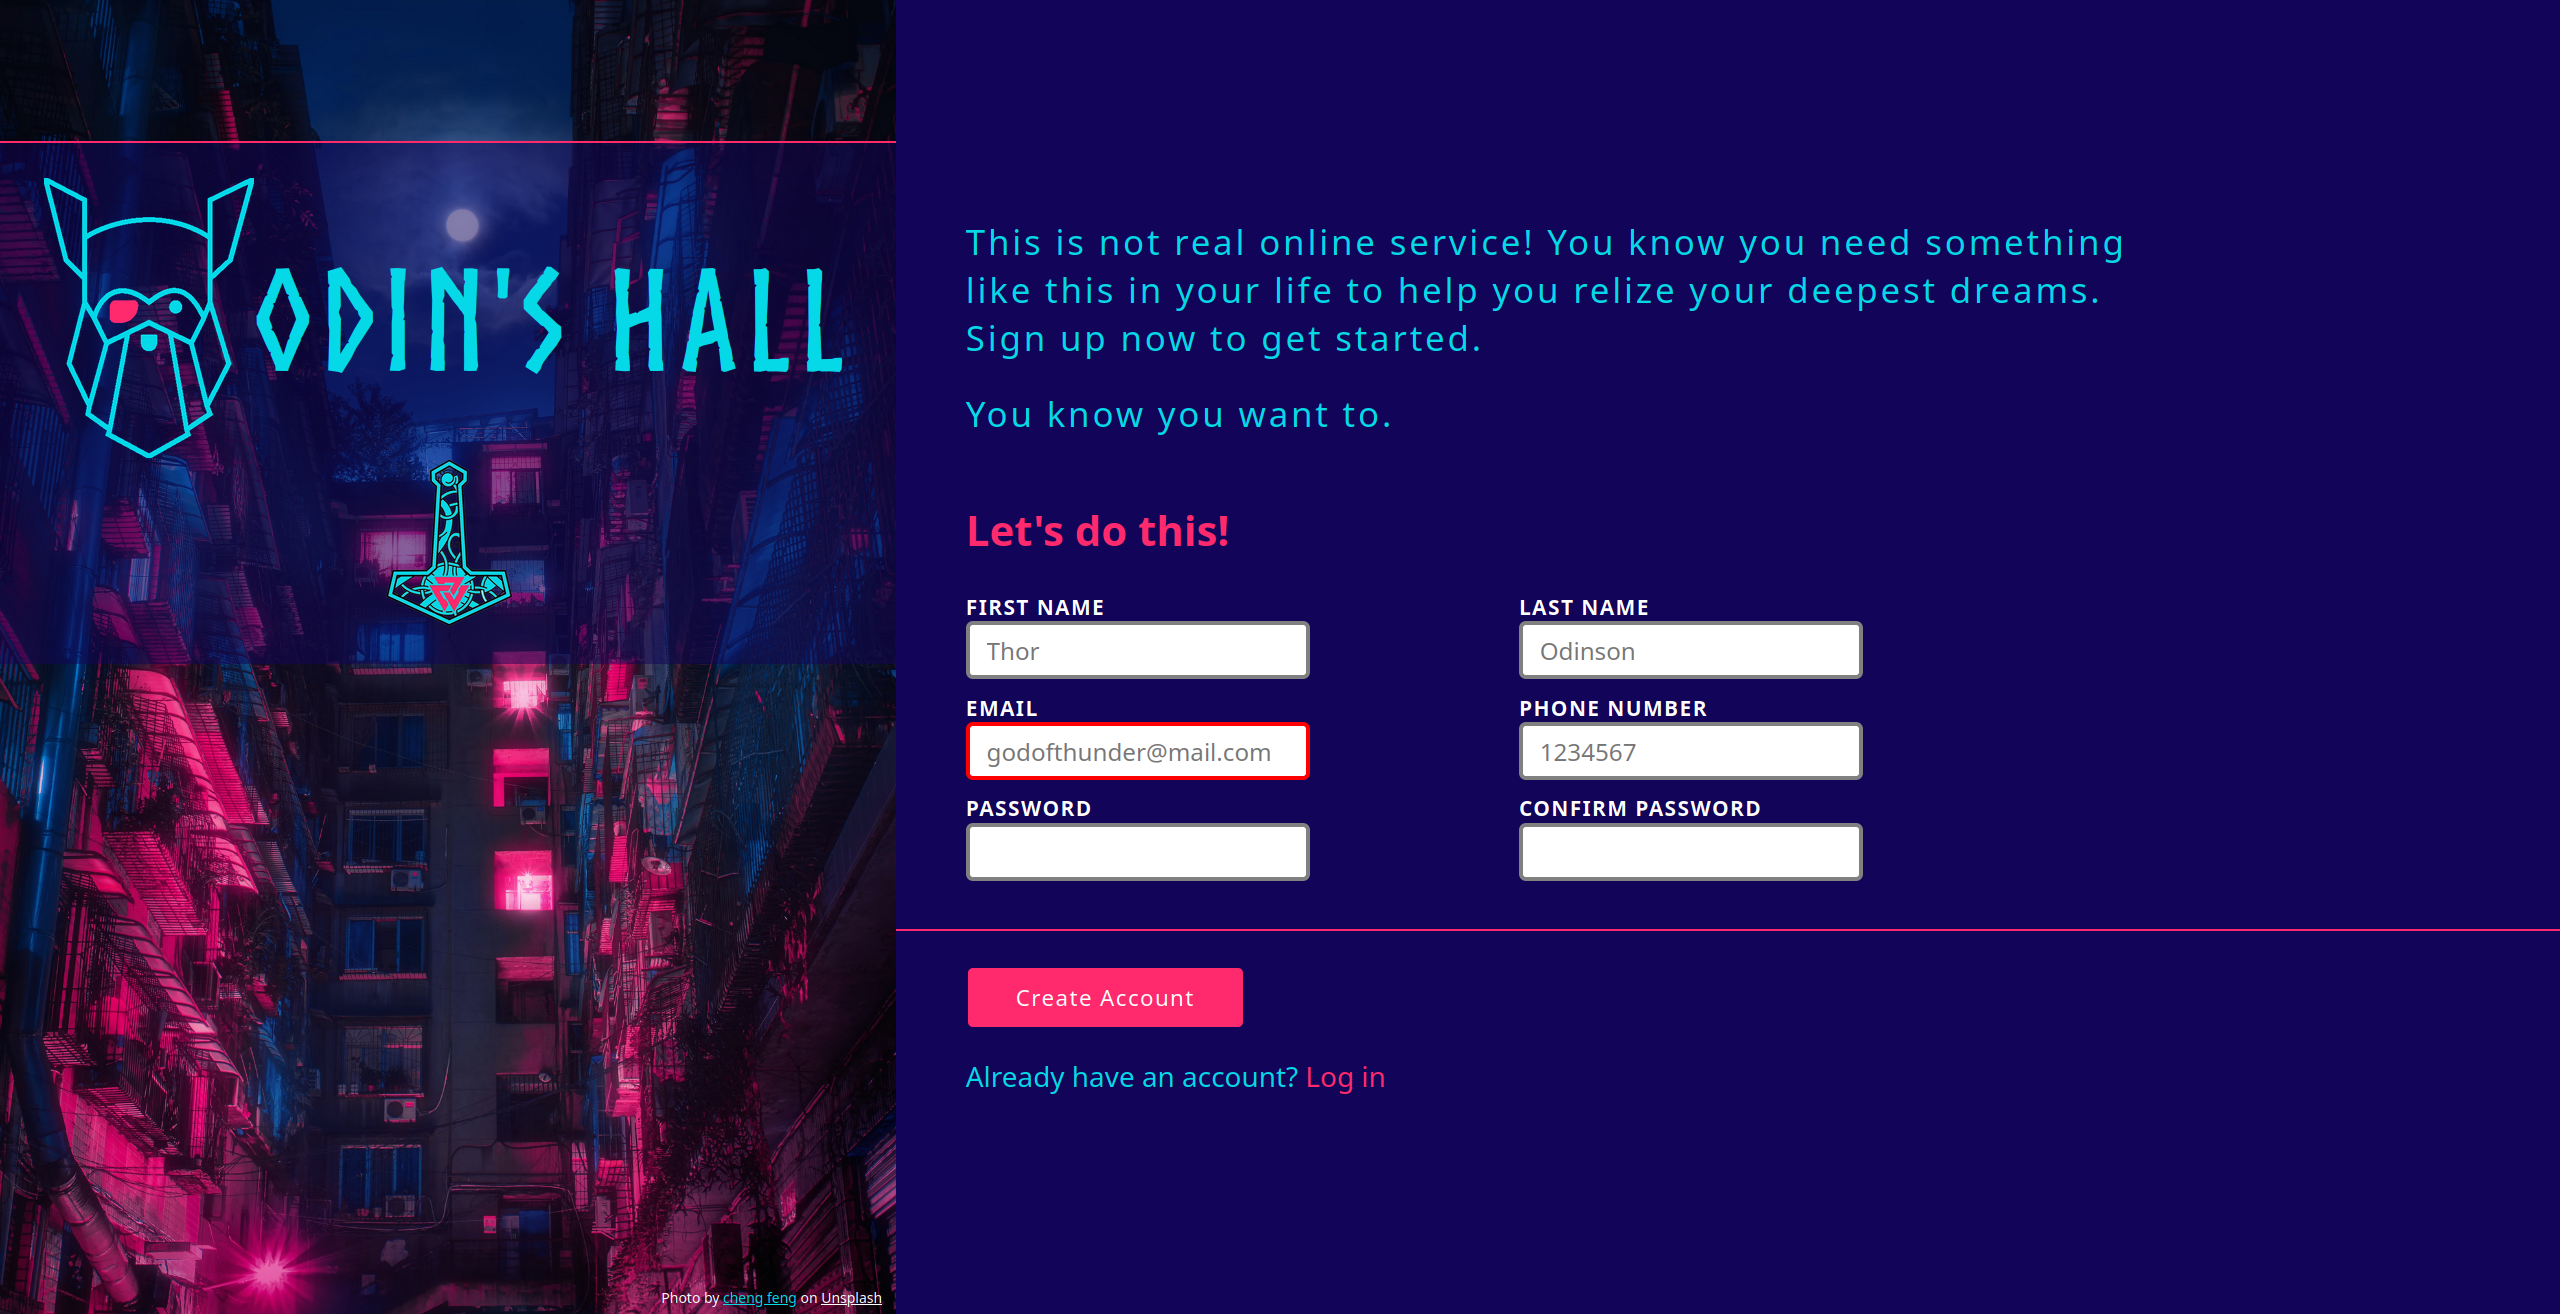 ODIN'S HALL
This is not real online service! You know you need something
like this in your life to help you relize your deepest dreams.
Sign up now to get started.
You know you want to.
Let's do this!
FIRST NAME
LAST NAME
Thor
Odinson
EMAIL
PHONE NUMBER
godofthunder@mail.com
1234567
PASSWORD
CONFIRM PASSWORD
Create Account
Already have an account? Log in
Photo by cheng feng on Unsplash